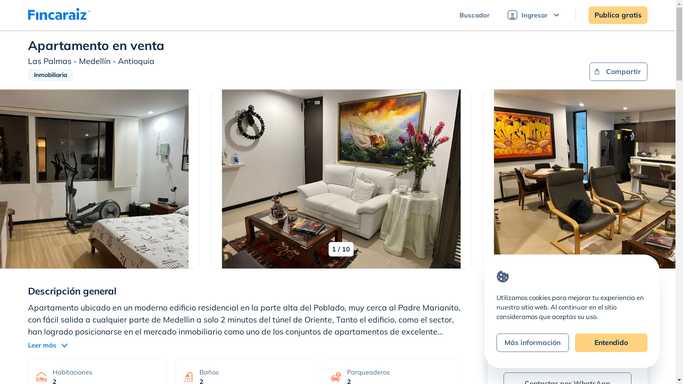 Fincaraiz
Buscador
Ingresar
Publica gratis
Apartamento en venta
Las Palmas - Medellín - Antioquia
Inmobiliaria
Compartir
1 / 10
Descripción general
Apartamento ubicado en un moderno edificio residencial en la parte alta del Poblado, muy cerca al Padre Marianito,
con fácil salida a cualquier parte de Medellin a solo 2 minutos del túnel de Oriente, Tanto el edificio, como el sector,
han logrado posicionarse en el mercado inmobiliario como uno de los conjuntos de apartamentos de excelente...
Leer más
Habitaciones
2
Baños
2
Parqueaderos
2
Utilizamos cookies para mejorar tu experiencia en
nuestro sitio web. Al continuar en el sitio
consideramos que aceptas su uso.
Más información
Entendido
Contactar por WhatsApp